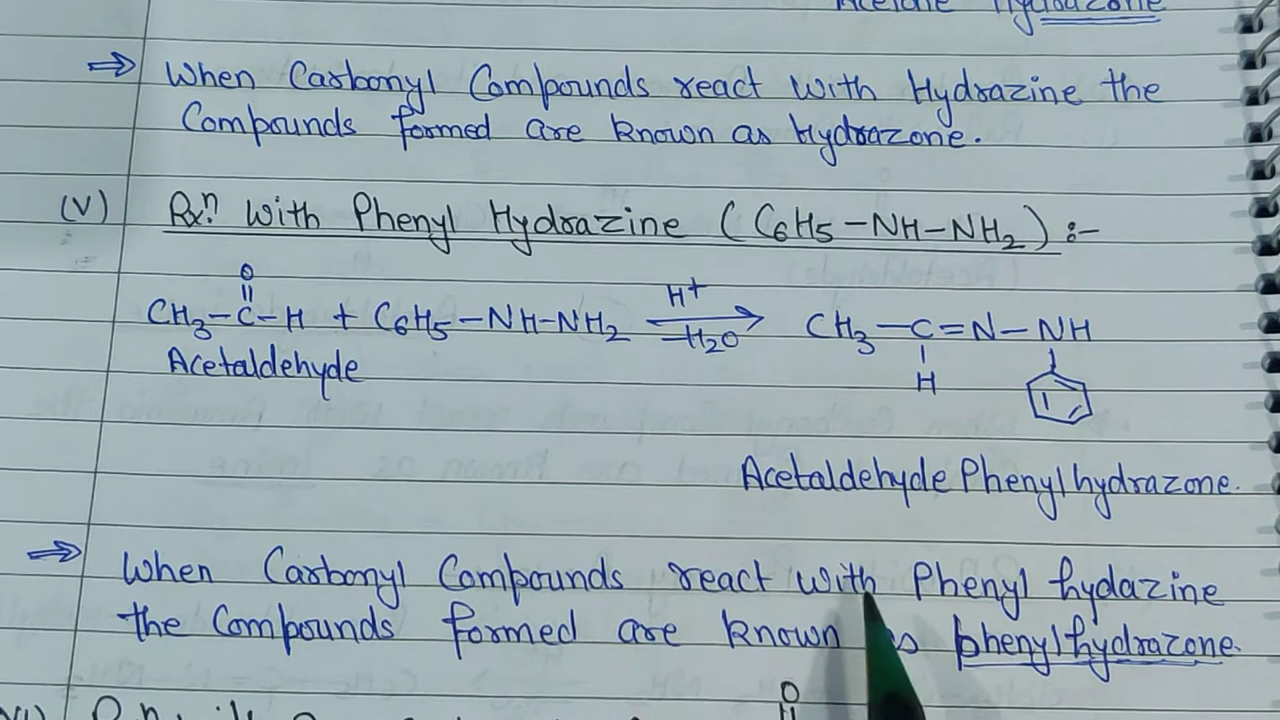 Acetone Hydrazone
⇒ When Carbonyl Compounds react with Hydrazine the
Compounds formed are known as Hydrazone.
(V) Rxn with Phenyl Hydrazine (C6H5-NH-NH2) :-
O
CH3-C-H + C6H5-NH-NH2 H+ -H2O → CH3-C=N-NH
Acetaldehyde H
Acetaldehyde Phenylhydrazone.
⇒ When Carbonyl Compounds react with Phenyl hydazine
the Compounds formed are known as phenylhydrazone.
O